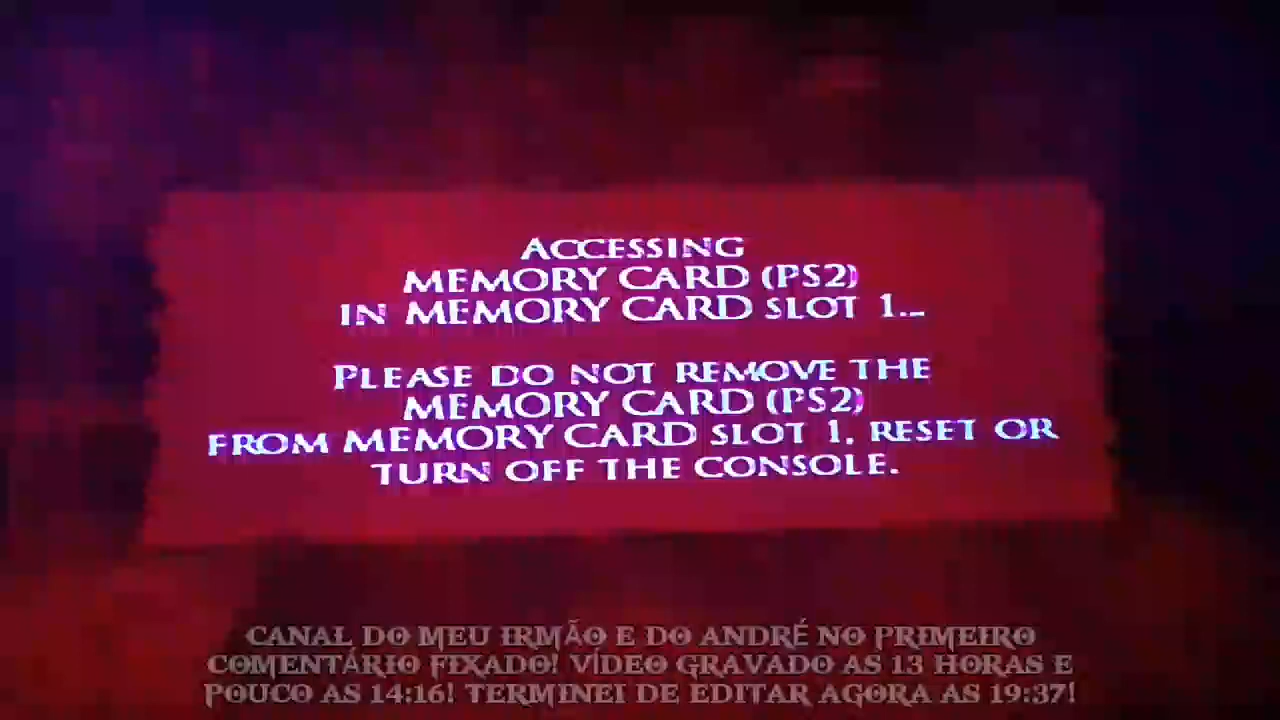 ACCESSING
MEMORY CARD (PS2)
IN MEMORY CARD SLOT 1...
PLEASE DO NOT REMOVE THE
MEMORY CARD (PS2)
FROM MEMORY CARD SLOT 1, RESET OR
TURN OFF THE CONSOLE.
CANAL DO MEU IRMÃO E DO ANDRÉ NO PRIMEIRO
COMENTÁRIO FIXADO! VÍDEO GRAVADO AS 13 HORAS E
POUCO AS 14:16! TERMINEI DE EDITAR AGORA AS 19:37!